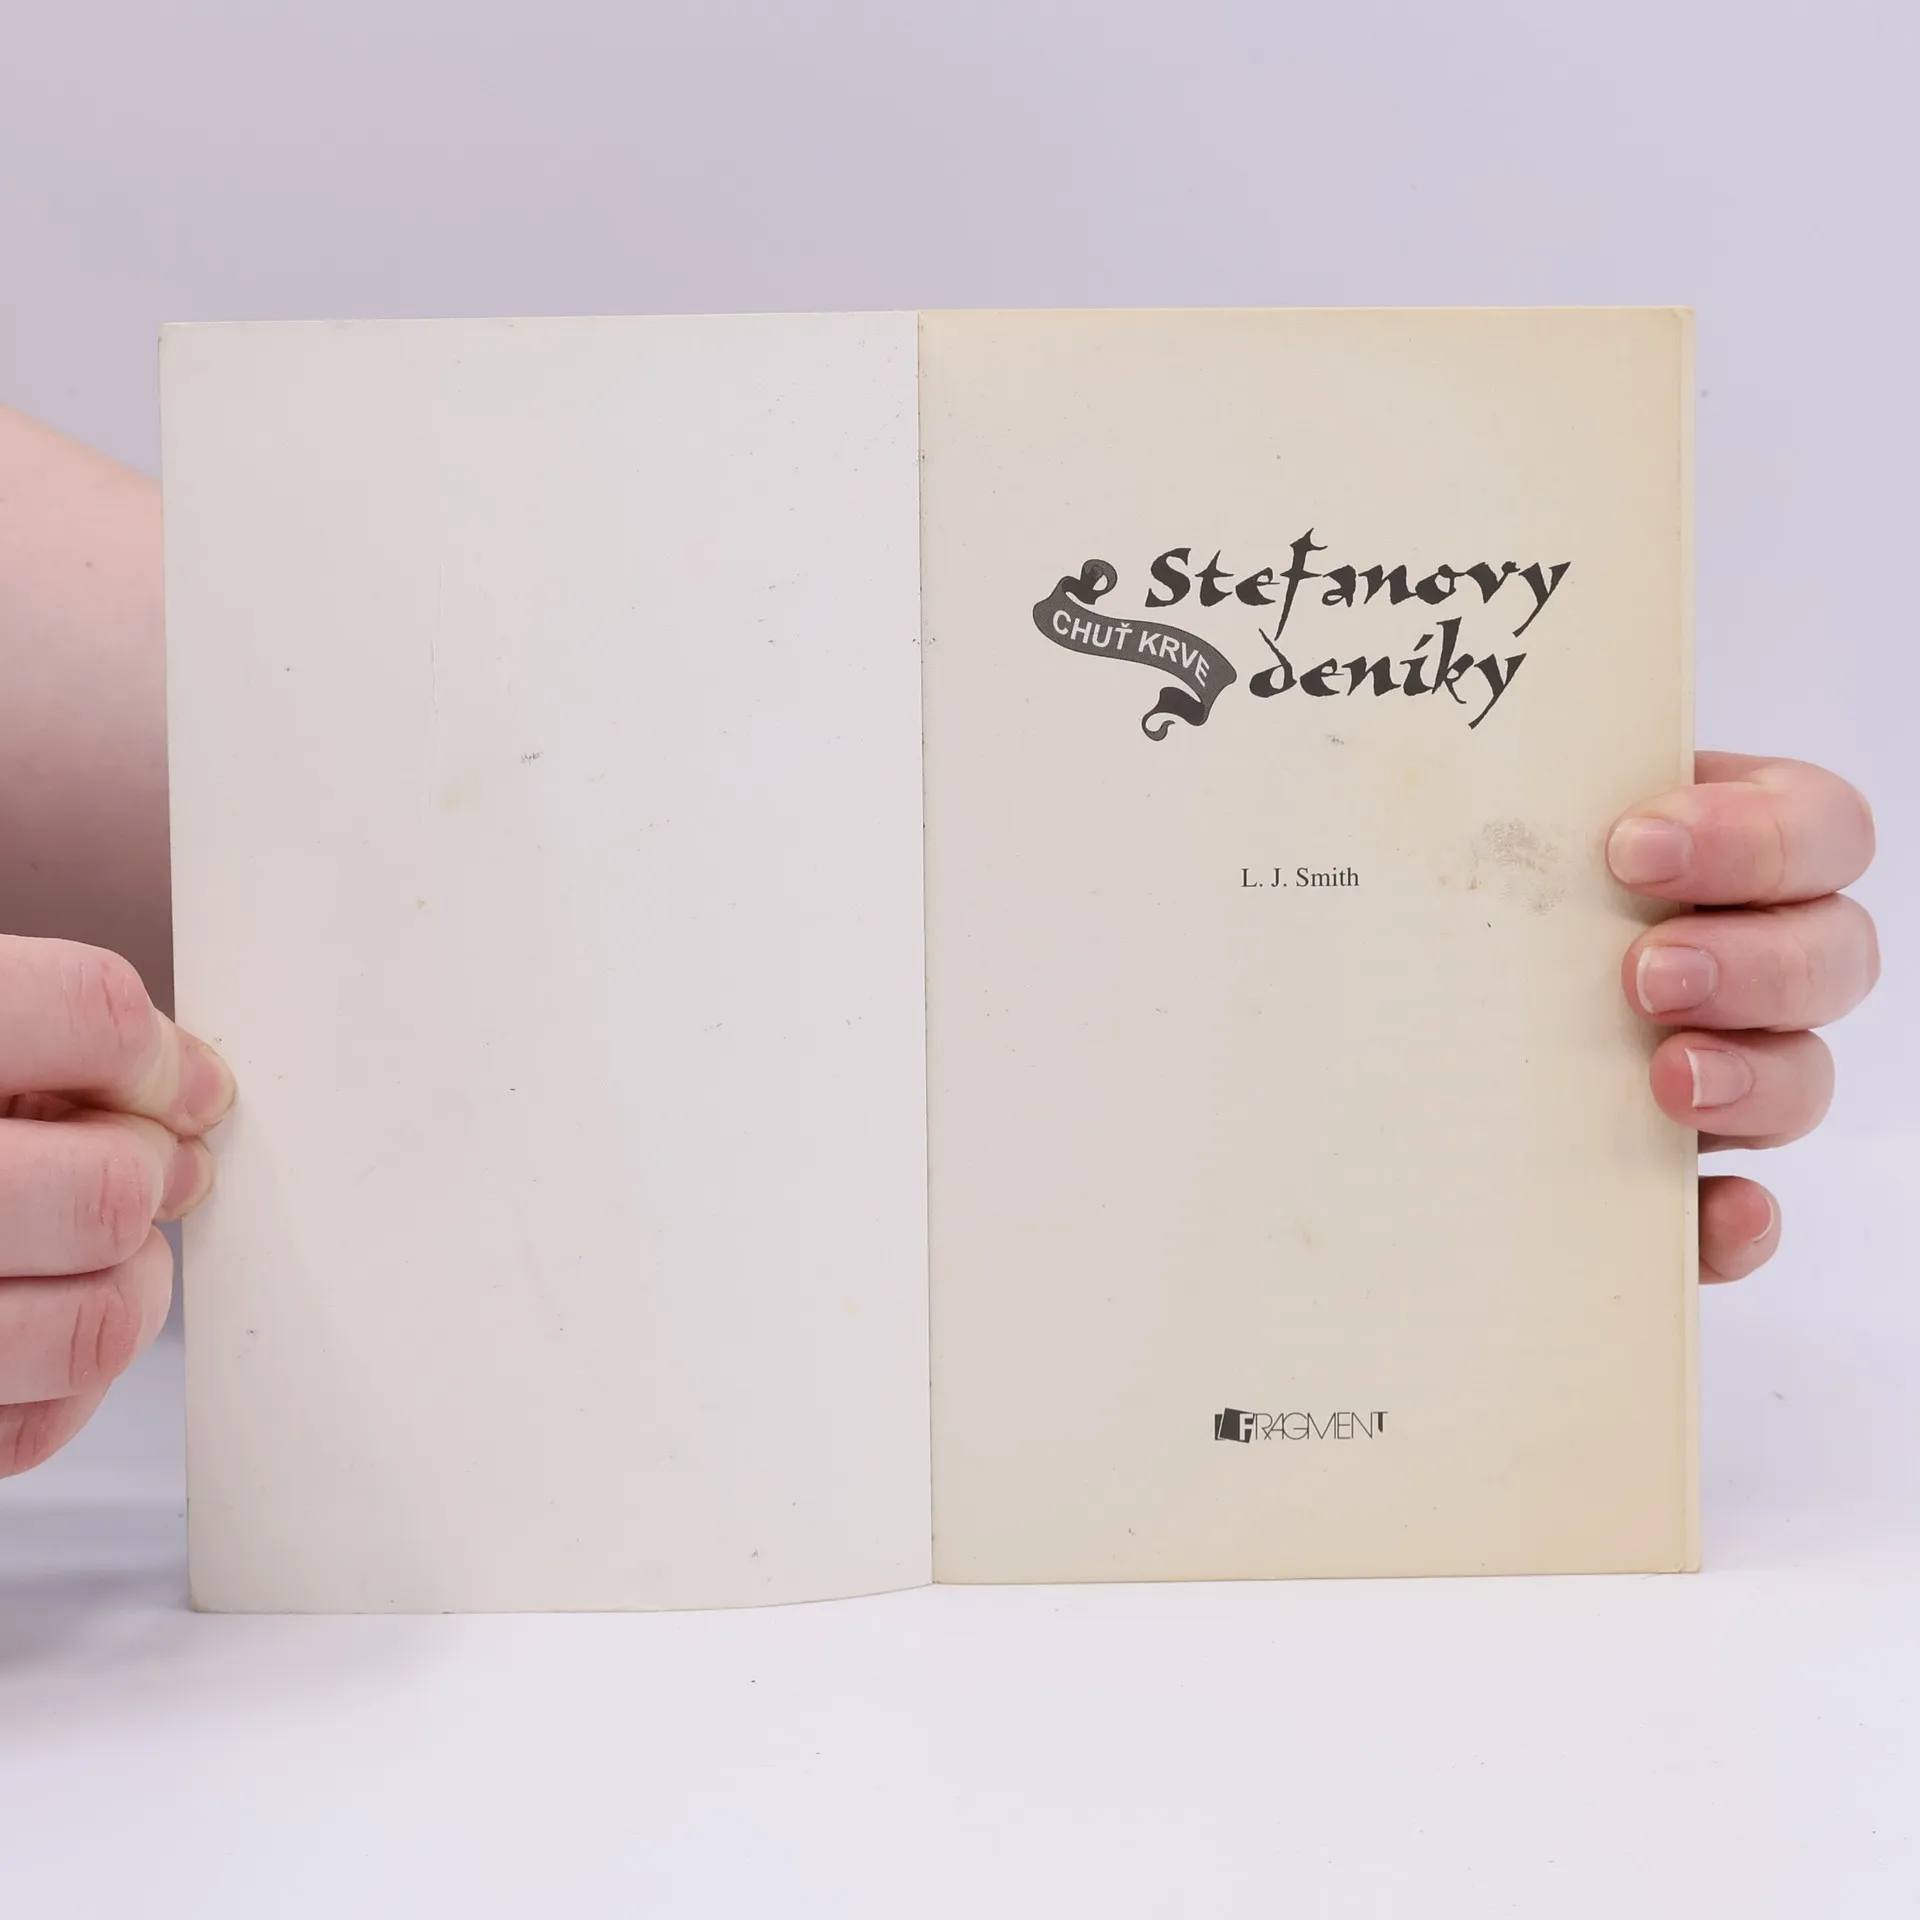 Stefanovy
CHUŤ KRVE
deníky
L. J. Smith
FRAGMENT